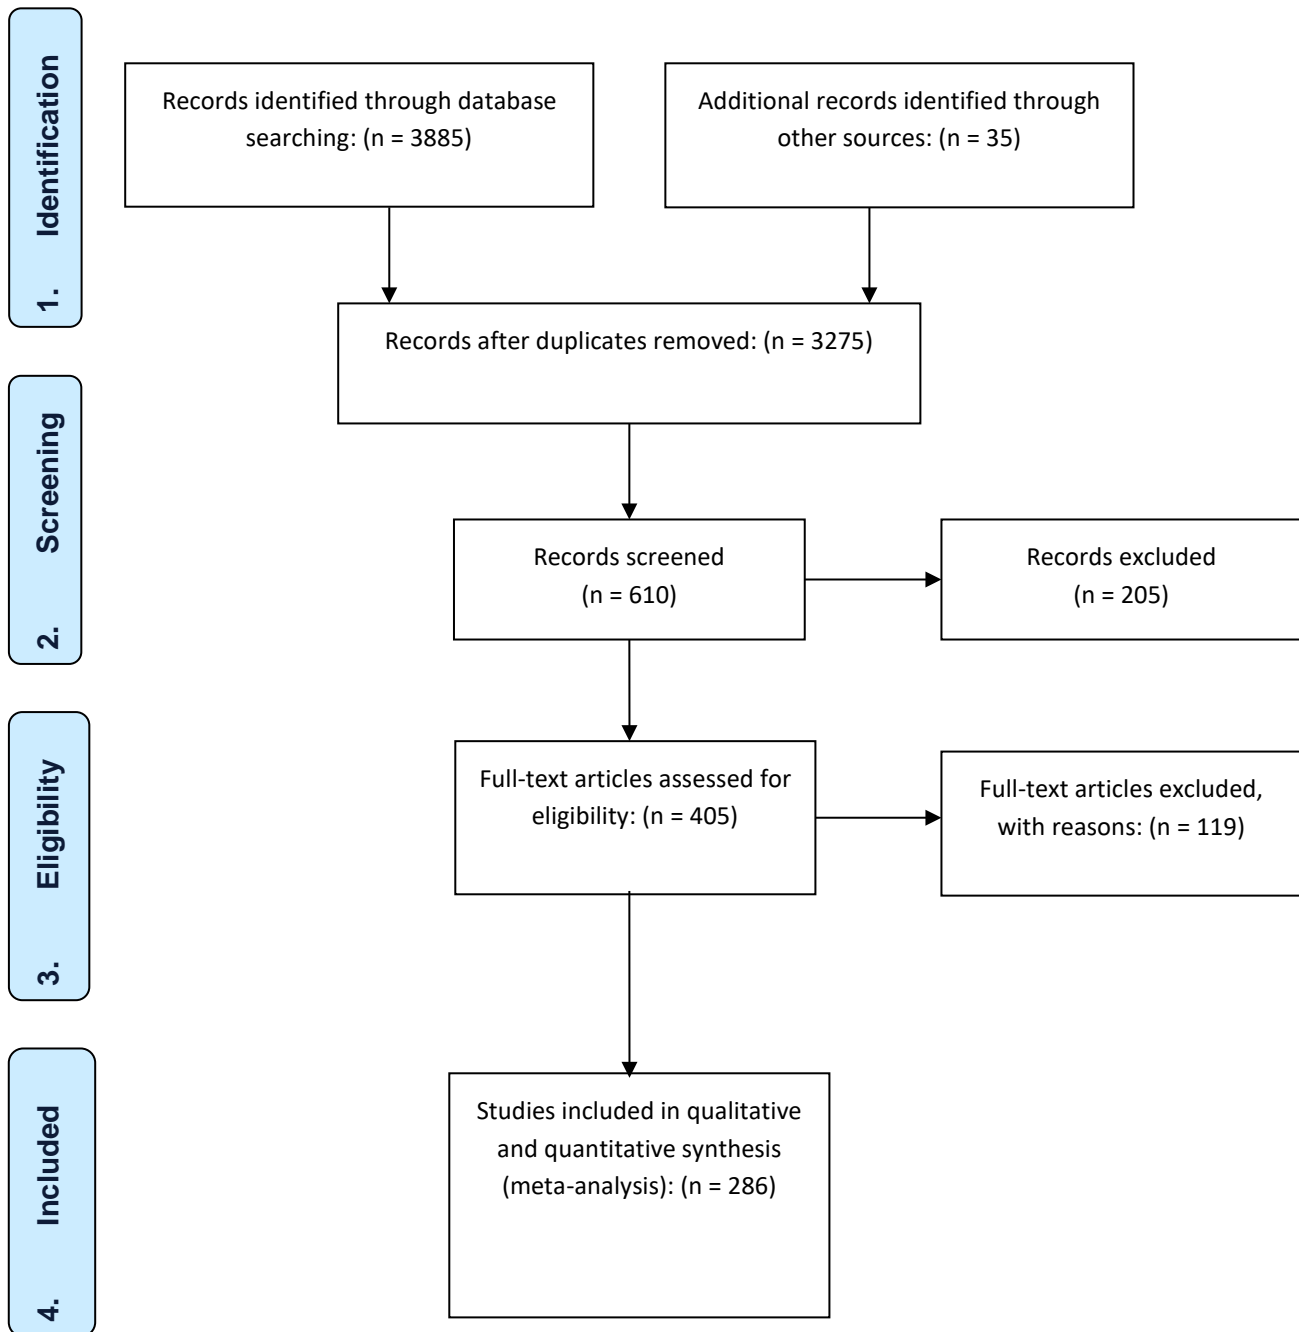 1. Identification
Records identified through database
searching: (n = 3885)
Additional records identified through
other sources: (n = 35)
Records after duplicates removed: (n = 3275)
2. Screening
Records screened
(n = 610)
Records excluded
(n = 205)
3. Eligibility
Full-text articles assessed for
eligibility: (n = 405)
Full-text articles excluded,
with reasons: (n = 119)
4. Included
Studies included in qualitative
and quantitative synthesis
(meta-analysis): (n = 286)